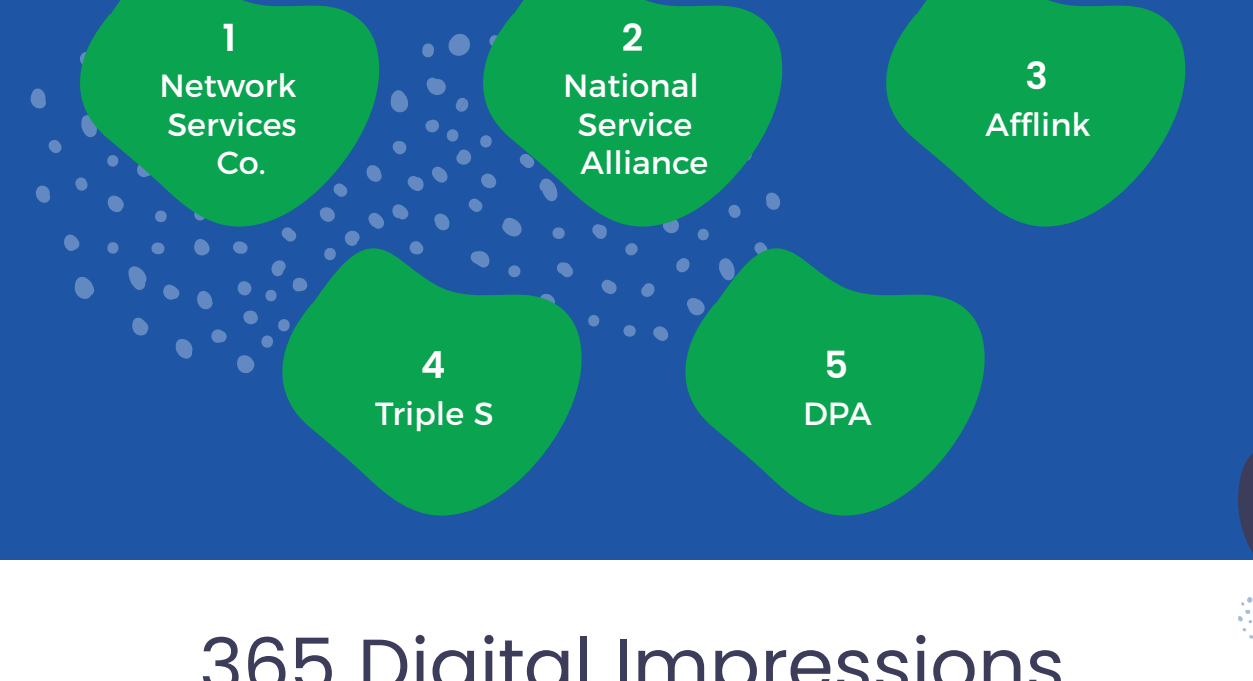 1
Network
Services
Co.
2
National
Service
Alliance
3
Afflink
4
Triple S
5
DPA
365 Digital Impressions